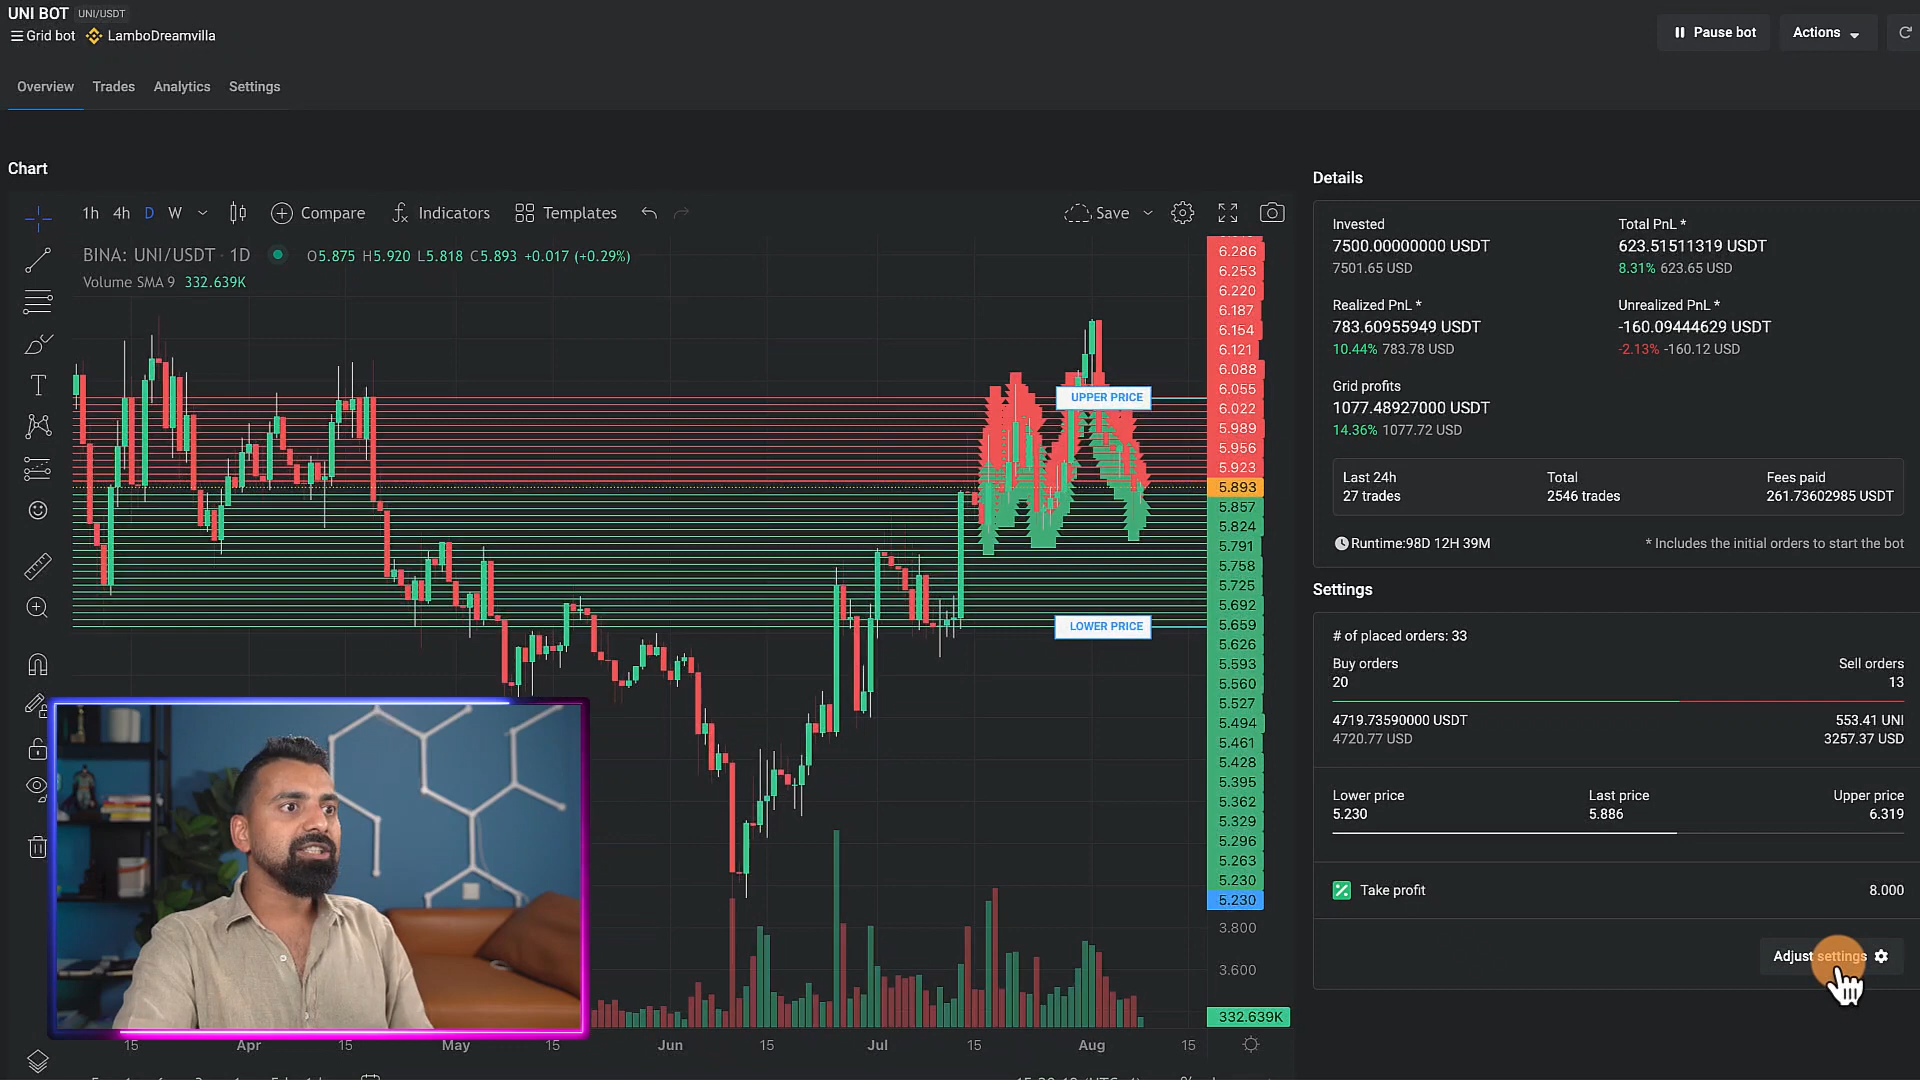 UNI BOT UNI/USDT
Grid bot LamboDreamvilla
Pause bot
Actions
Overview Trades Analytics Settings
Chart
1h 4h D W Compare Indicators Templates Save
BINA: UNI/USDT · 1D O5.875 H5.920 L5.818 C5.893 +0.017 (+0.29%)
Volume SMA 9 332.639K
UPPER PRICE
LOWER PRICE
6.286
6.253
6.220
6.187
6.154
6.121
6.088
6.055
6.022
5.989
5.956
5.923
5.893
5.857
5.824
5.791
5.758
5.725
5.692
5.659
5.626
5.593
5.560
5.527
5.494
5.461
5.428
5.395
5.362
5.329
5.296
5.263
5.230
5.230
3.800
3.600
332.639K
15 Apr 15 May 15 Jun 15 Jul 15 Aug 15
Details
Invested
7500.00000000 USDT
7501.65 USD
Total PnL *
623.51511319 USDT
8.31% 623.65 USD
Realized PnL *
783.60955949 USDT
10.44% 783.78 USD
Unrealized PnL *
-160.09444629 USDT
-2.13% -160.12 USD
Grid profits
1077.48927000 USDT
14.36% 1077.72 USD
Last 24h
27 trades
Total
2546 trades
Fees paid
261.73602985 USDT
Runtime:98D 12H 39M
* Includes the initial orders to start the bot
Settings
# of placed orders: 33
Buy orders
20
Sell orders
13
4719.73590000 USDT
4720.77 USD
553.41 UNI
3257.37 USD
Lower price
5.230
Last price
5.886
Upper price
6.319
Take profit 8.000
Adjust settings